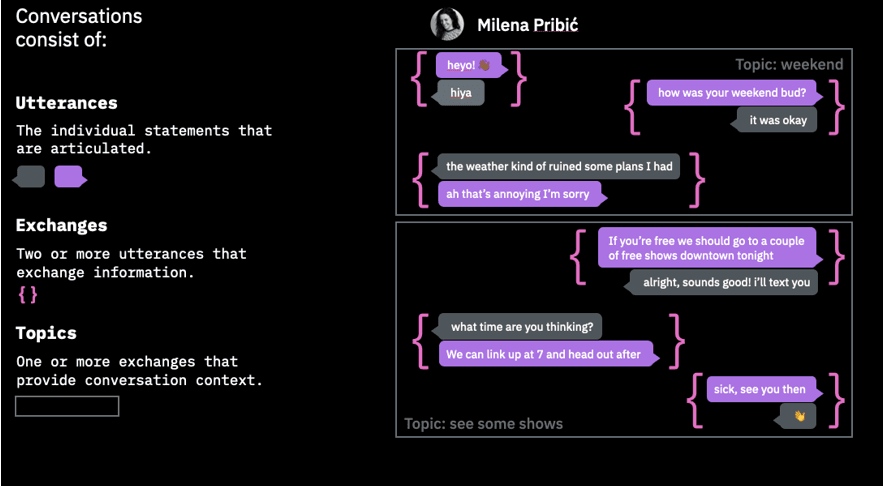 Conversations
consist of:
Utterances
The individual statements that
are articulated.
Exchanges
Two or more utterances that
exchange information.
{}
Topics
One or more exchanges that
provide conversation context.
Milena Pribić
Topic: weekend
heyo! 👋🏾
hiya
how was your weekend bud?
it was okay
the weather kind of ruined some plans I had
ah that's annoying I'm sorry
If you're free we should go to a couple
of free shows downtown tonight
alright, sounds good! i'll text you
what time are you thinking?
We can link up at 7 and head out after
sick, see you then
👋
Topic: see some shows